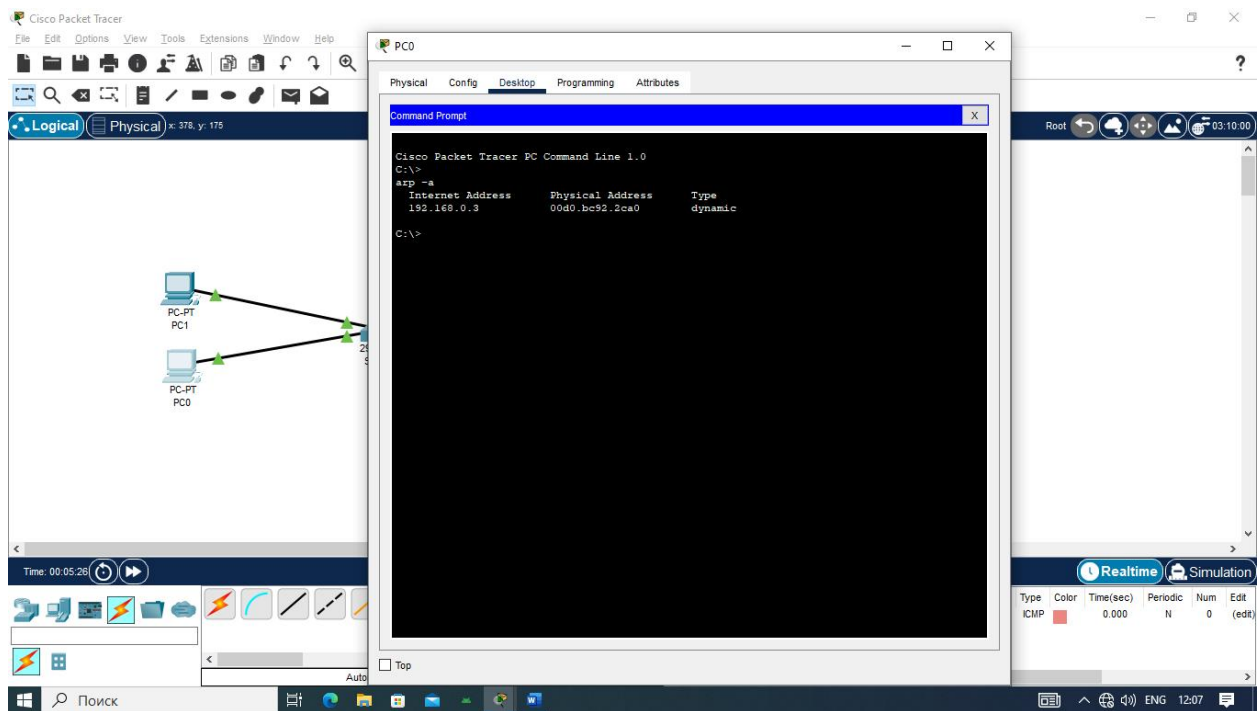 Cisco Packet Tracer
File Edit Options View Tools Extensions Window Help
PC0
?
Physical Config Desktop Programming Attributes
Command Prompt
X
Logical
Physical
x: 378, y: 175
Root
03:10:00
Cisco Packet Tracer PC Command Line 1.0
C:\>
arp -a
Internet Address Physical Address Type
192.168.0.3 00d0.bc92.2ca0 dynamic
C:\>
PC-PT
PC1
29
PC-PT
PC0
Time: 00:05:26
Realtime
Simulation
Type Color Time(sec) Periodic Num Edit
ICMP 0.000 N 0 (edit)
Top
Auto
Поиск
ENG 12:07